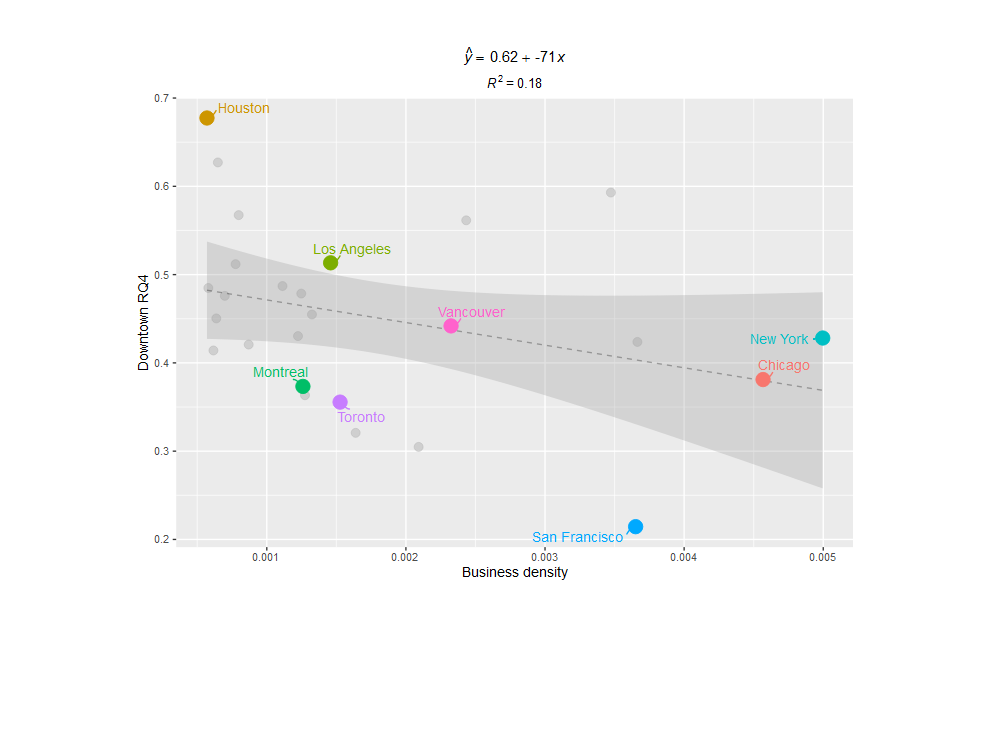 ŷ = 0.62 + -71x
R² = 0.18
0.7
Houston
0.6
Los Angeles
0.5
Vancouver
New York
Downtown RQ4
0.4
Chicago
Montreal
Toronto
0.3
San Francisco
0.2
0.001 0.002 0.003 0.004 0.005
Business density